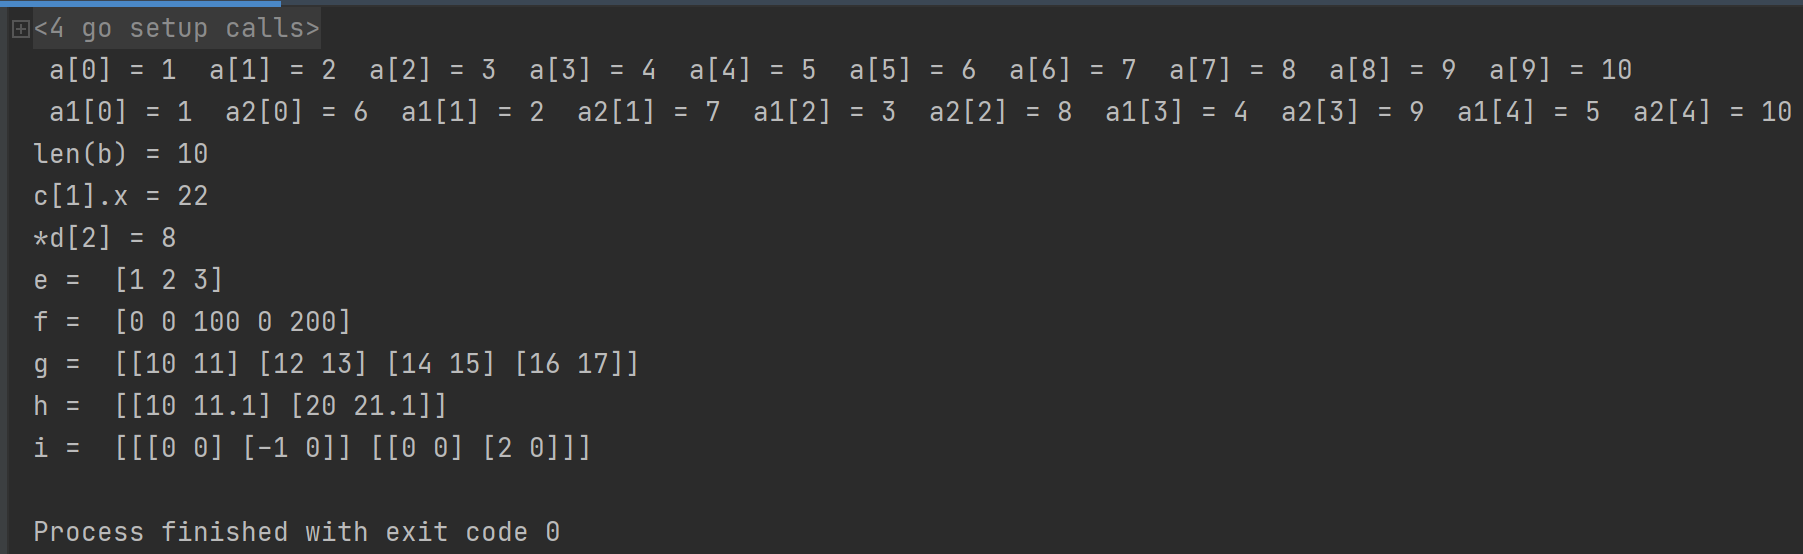 <4 go setup calls>
 a[0] = 1  a[1] = 2  a[2] = 3  a[3] = 4  a[4] = 5  a[5] = 6  a[6] = 7  a[7] = 8  a[8] = 9  a[9] = 10
 a1[0] = 1  a2[0] = 6  a1[1] = 2  a2[1] = 7  a1[2] = 3  a2[2] = 8  a1[3] = 4  a2[3] = 9  a1[4] = 5  a2[4] = 10
len(b) = 10
c[1].x = 22
*d[2] = 8
e =  [1 2 3]
f =  [0 0 100 0 200]
g =  [[10 11] [12 13] [14 15] [16 17]]
h =  [[10 11.1] [20 21.1]]
i =  [[[0 0] [-1 0]] [[0 0] [2 0]]]
Process finished with exit code 0